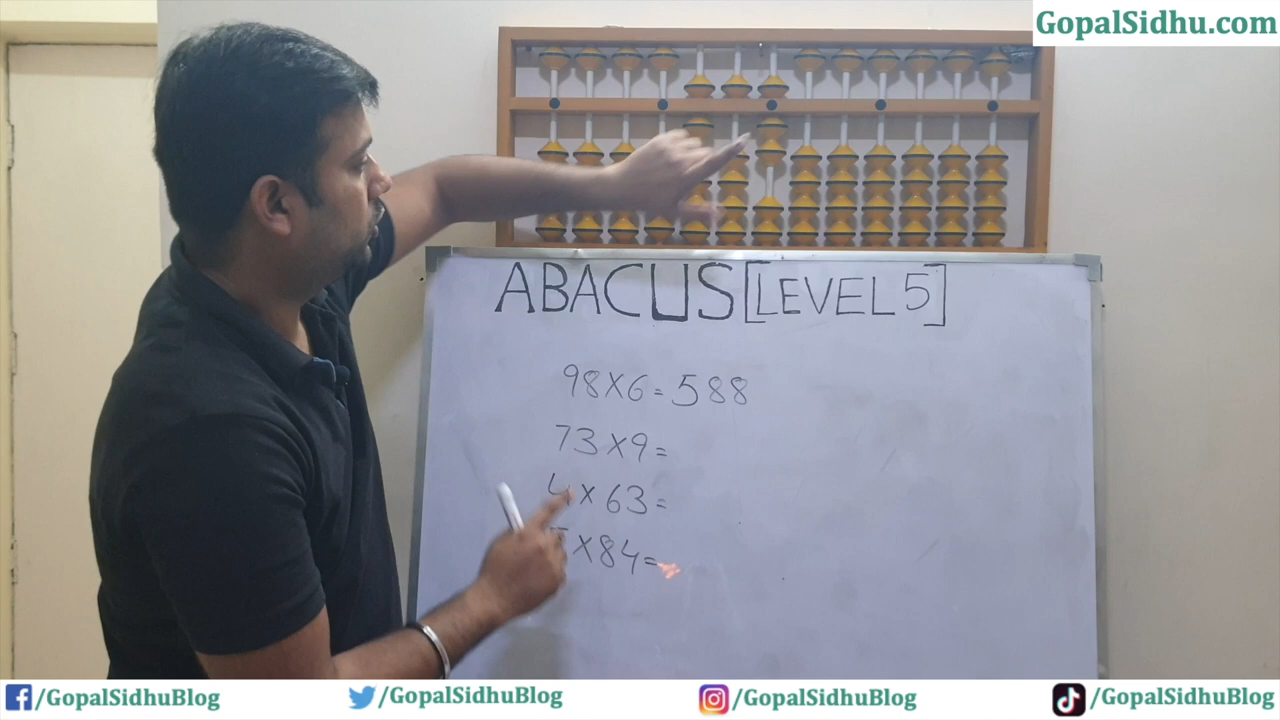 GopalSidhu.com
ABACUS [LEVEL 5]
98X6=588
73X9=
4X63=
X84=
/GopalSidhuBlog
/GopalSidhuBlog
/GopalSidhuBlog
/GopalSidhuBlog